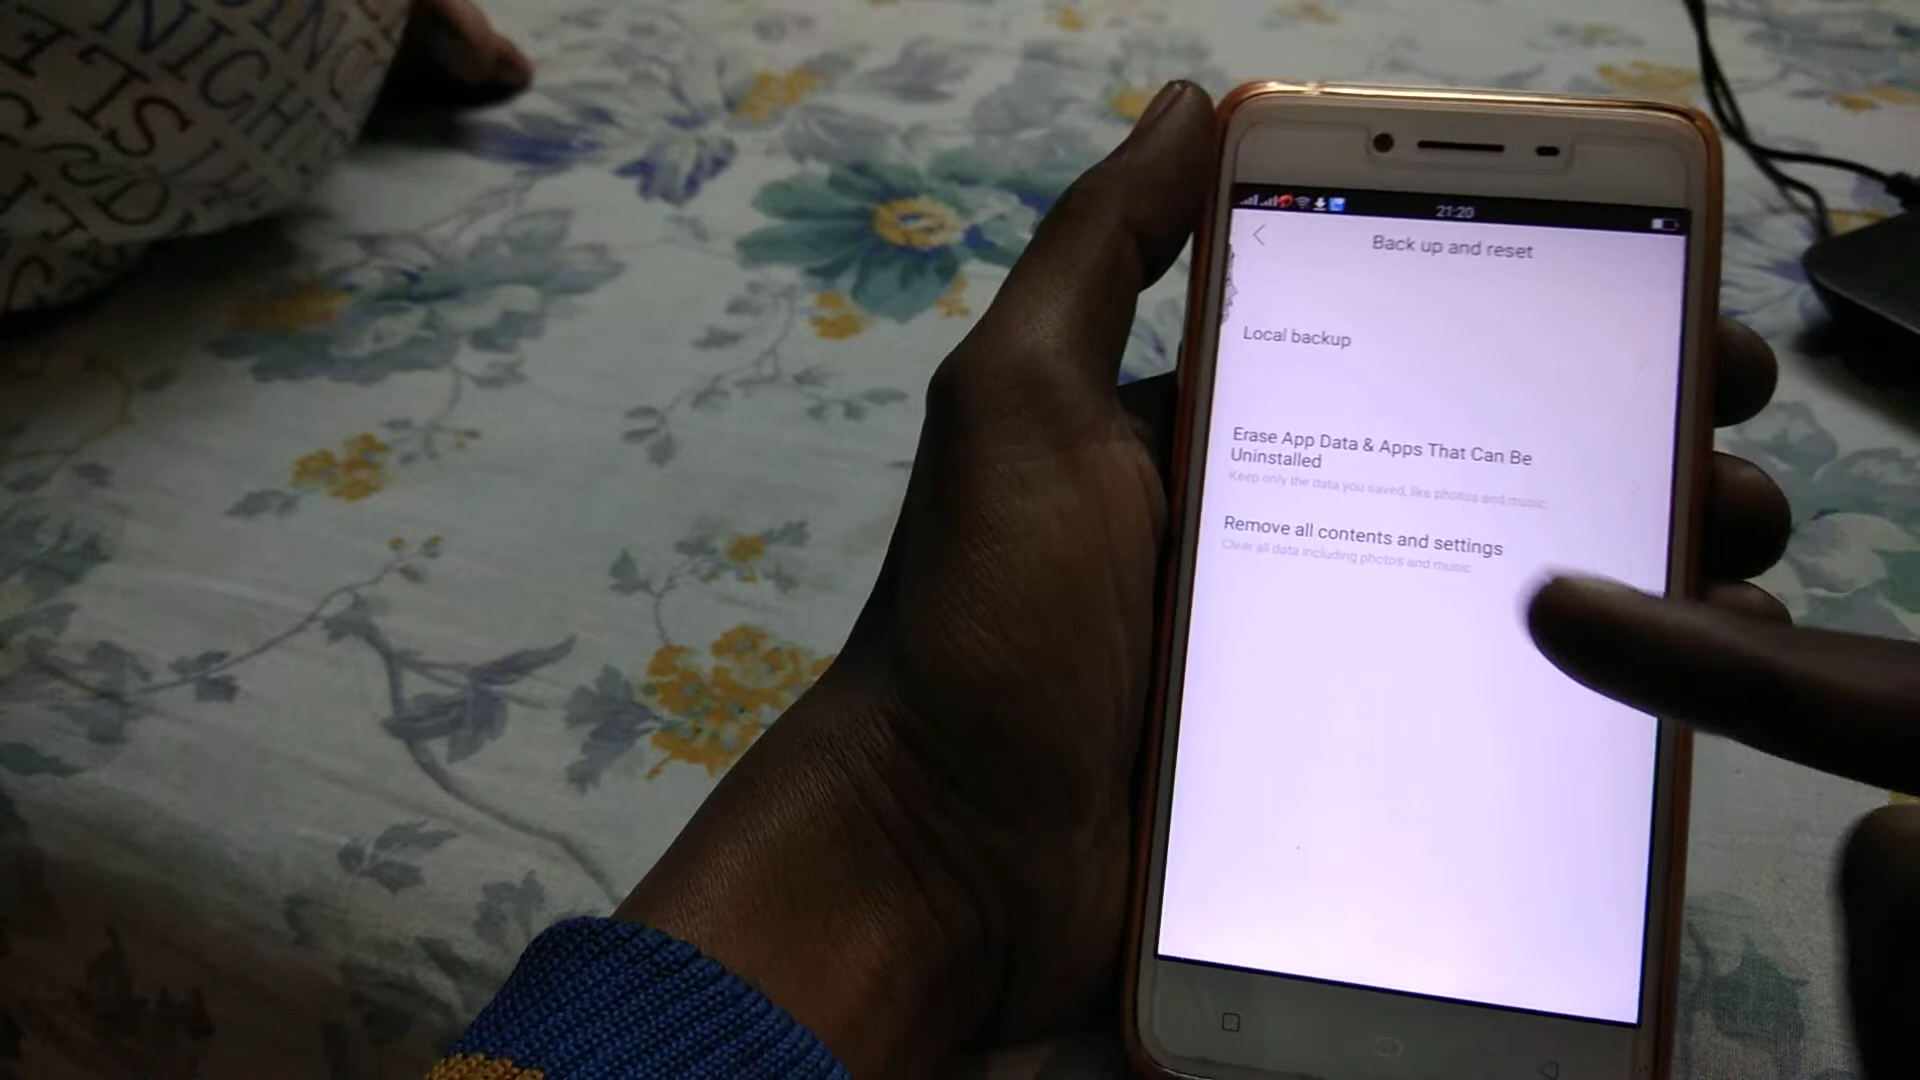 NIGHT
SLE
21:20
Back up and reset
Local backup
Erase App Data & Apps That Can Be
Uninstalled
Keep only the data you saved, like photos and music
Remove all contents and settings
Clear all data including photos and music